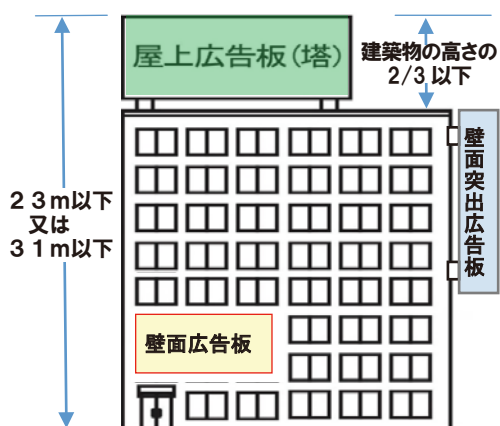 屋上広告板(塔)
建築物の高さの
2/3以下
23m以下
又は
31m以下
壁面突出広告板
壁面広告板